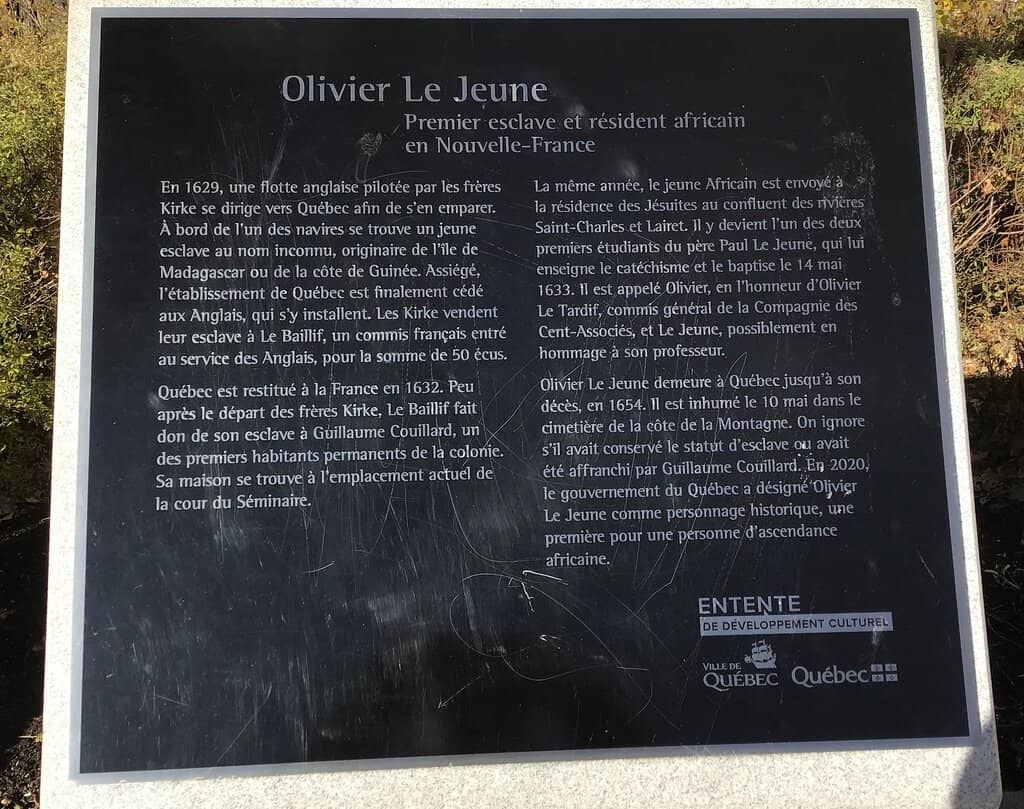 Olivier Le Jeune
Premier esclave et résident africain
en Nouvelle-France
En 1629, une flotte anglaise pilotée par les frères
Kirke se dirige vers Québec afin de s'en emparer.
À bord de l'un des navires se trouve un jeune
esclave au nom inconnu, originaire de l'île de
Madagascar ou de la côte de Guinée. Assiégé,
l'établissement de Québec est finalement cédé
aux Anglais, qui s'y installent. Les Kirke vendent
leur esclave à Le Baillif, un commis français entré
au service des Anglais, pour la somme de 50 écus.
Québec est restitué à la France en 1632. Peu
après le départ des frères Kirke, Le Baillif fait
don de son esclave à Guillaume Couillard, un
des premiers habitants permanents de la colonie.
Sa maison se trouve à l'emplacement actuel de
la cour du Séminaire.
La même année, le jeune Africain est envoyé à
la résidence des Jésuites au confluent des rivières
Saint-Charles et Lairet. Il y devient l'un des deux
premiers étudiants du père Paul Le Jeune, qui lui
enseigne le catéchisme et le baptise le 14 mai
1633. Il est appelé Olivier, en l'honneur d'Olivier
Le Tardif, commis général de la Compagnie des
Cent-Associés, et Le Jeune, possiblement en
hommage à son professeur.
Olivier Le Jeune demeure à Québec jusqu'à son
décès, en 1654. Il est inhumé le 10 mai dans le
cimetière de la côte de la Montagne. On ignore
s'il avait conservé le statut d'esclave ou avait
été affranchi par Guillaume Couillard. En 2020,
le gouvernement du Québec a désigné Olivier
Le Jeune comme personnage historique, une
première pour une personne d'ascendance
africaine.
ENTENTE
DE DÉVELOPPEMENT CULTUREL
VILLE DE
QUÉBEC
Québec